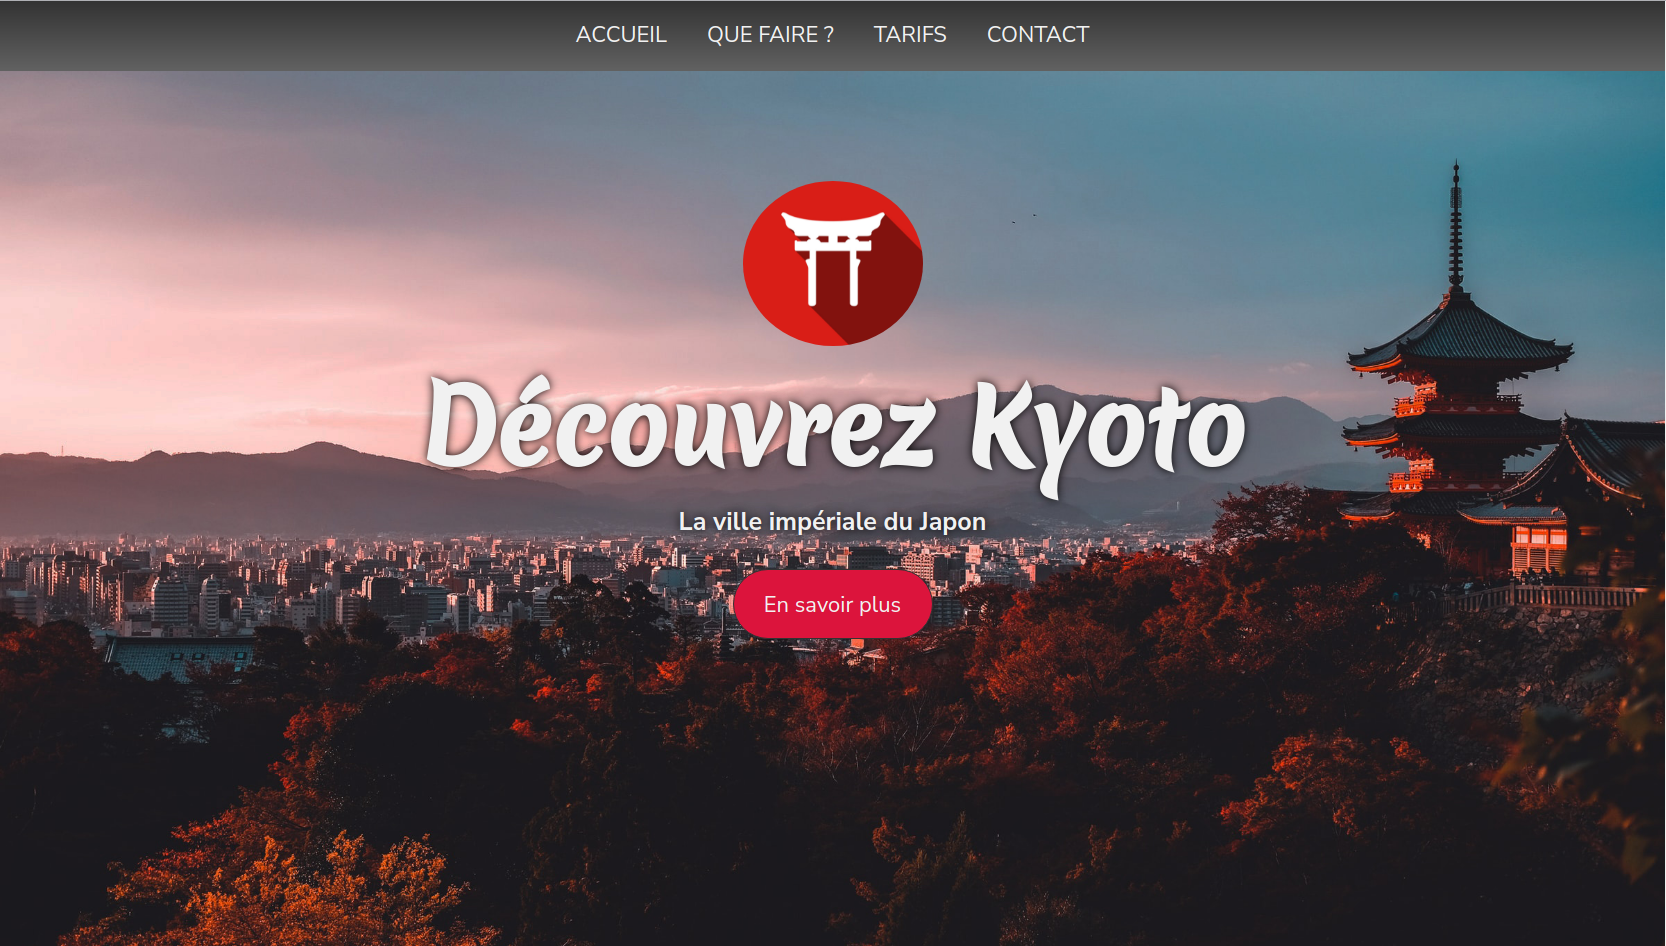 ACCUEIL QUE FAIRE ? TARIFS CONTACT
Découvrez Kyoto
La ville impériale du Japon
En savoir plus